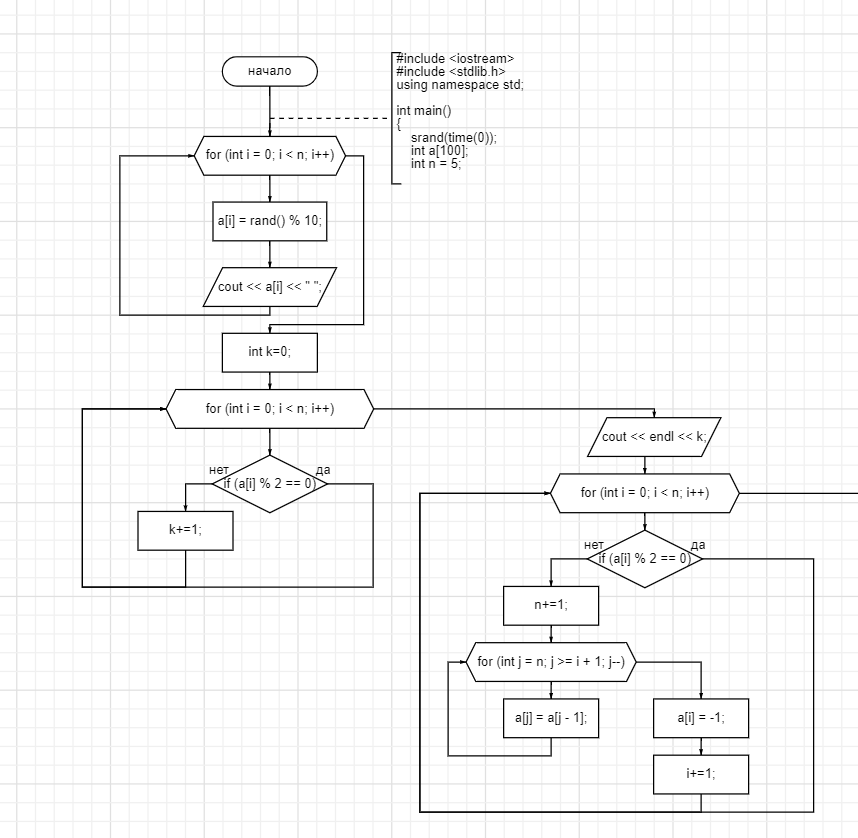 начало
#include <iostream>
#include <stdlib.h>
using namespace std;
int main()
{
srand(time(0));
int a[100];
int n = 5;
for (int i = 0; i < n; i++)
a[i] = rand() % 10;
cout << a[i] << " ";
int k=0;
for (int i = 0; i < n; i++)
нет
да
if (a[i] % 2 == 0)
k+=1;
cout << endl << k;
for (int i = 0; i < n; i++)
нет
да
if (a[i] % 2 == 0)
n+=1;
for (int j = n; j >= i + 1; j--)
a[j] = a[j - 1];
a[i] = -1;
i+=1;